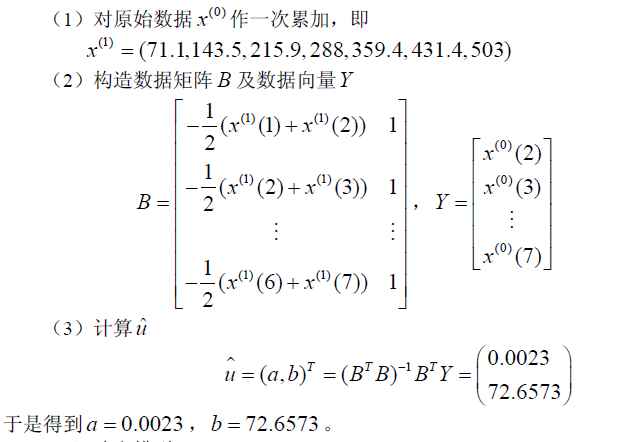 （1）对原始数据 x^{(0)} 作一次累加，即
x^{(1)} = (71.1,143.5,215.9,288,359.4,431.4,503)
（2）构造数据矩阵 B 及数据向量 Y
B = \begin{bmatrix} -\frac{1}{2}(x^{(1)}(1)+x^{(1)}(2)) & 1 \\ -\frac{1}{2}(x^{(1)}(2)+x^{(1)}(3)) & 1 \\ \vdots & \vdots \\ -\frac{1}{2}(x^{(1)}(6)+x^{(1)}(7)) & 1 \end{bmatrix}， Y = \begin{bmatrix} x^{(0)}(2) \\ x^{(0)}(3) \\ \vdots \\ x^{(0)}(7) \end{bmatrix}
（3）计算 \hat{u}
\hat{u} = (a,b)^T = (B^T B)^{-1} B^T Y = \begin{pmatrix} 0.0023 \\ 72.6573 \end{pmatrix}
于是得到 a = 0.0023 ， b = 72.6573 。